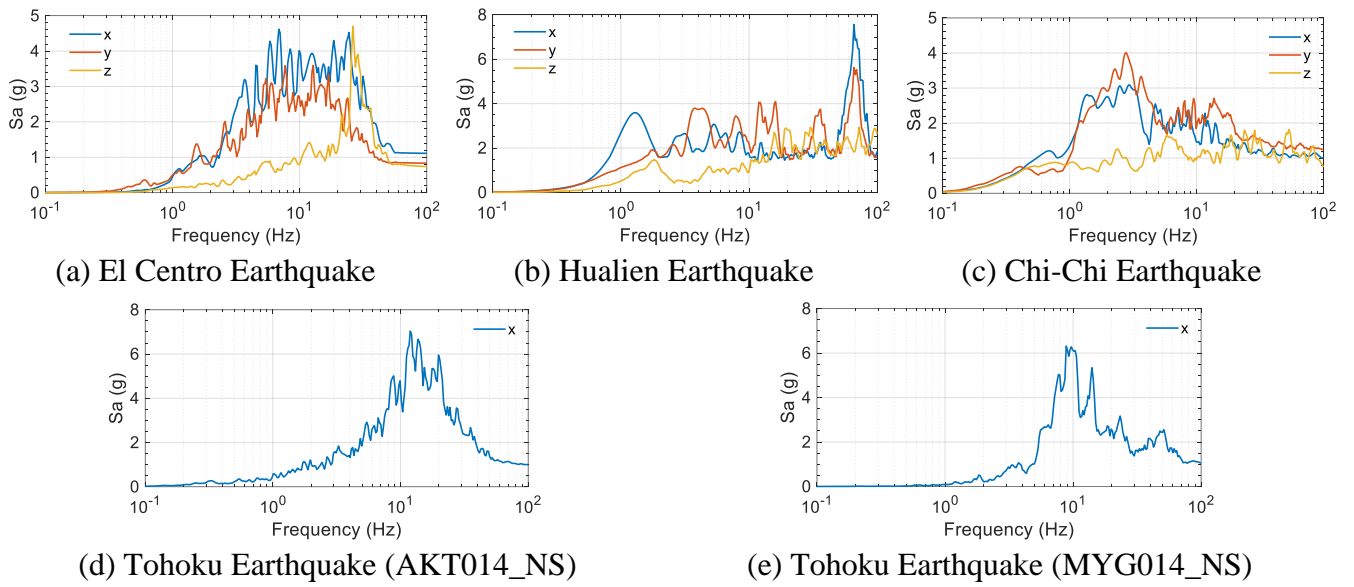 5
4
3
2
1
0
Sa (g)
x
y
z
10^-1
10^0
10^1
10^2
Frequency (Hz)
(a) El Centro Earthquake
8
6
4
2
0
Sa (g)
x
y
z
10^-1
10^0
10^1
10^2
Frequency (Hz)
(b) Hualien Earthquake
5
4
3
2
1
0
Sa (g)
x
y
z
10^-1
10^0
10^1
10^2
Frequency (Hz)
(c) Chi-Chi Earthquake
8
6
4
2
0
Sa (g)
x
10^-1
10^0
10^1
10^2
Frequency (Hz)
(d) Tohoku Earthquake (AKT014_NS)
8
6
4
2
0
Sa (g)
x
10^-1
10^0
10^1
10^2
Frequency (Hz)
(e) Tohoku Earthquake (MYG014_NS)